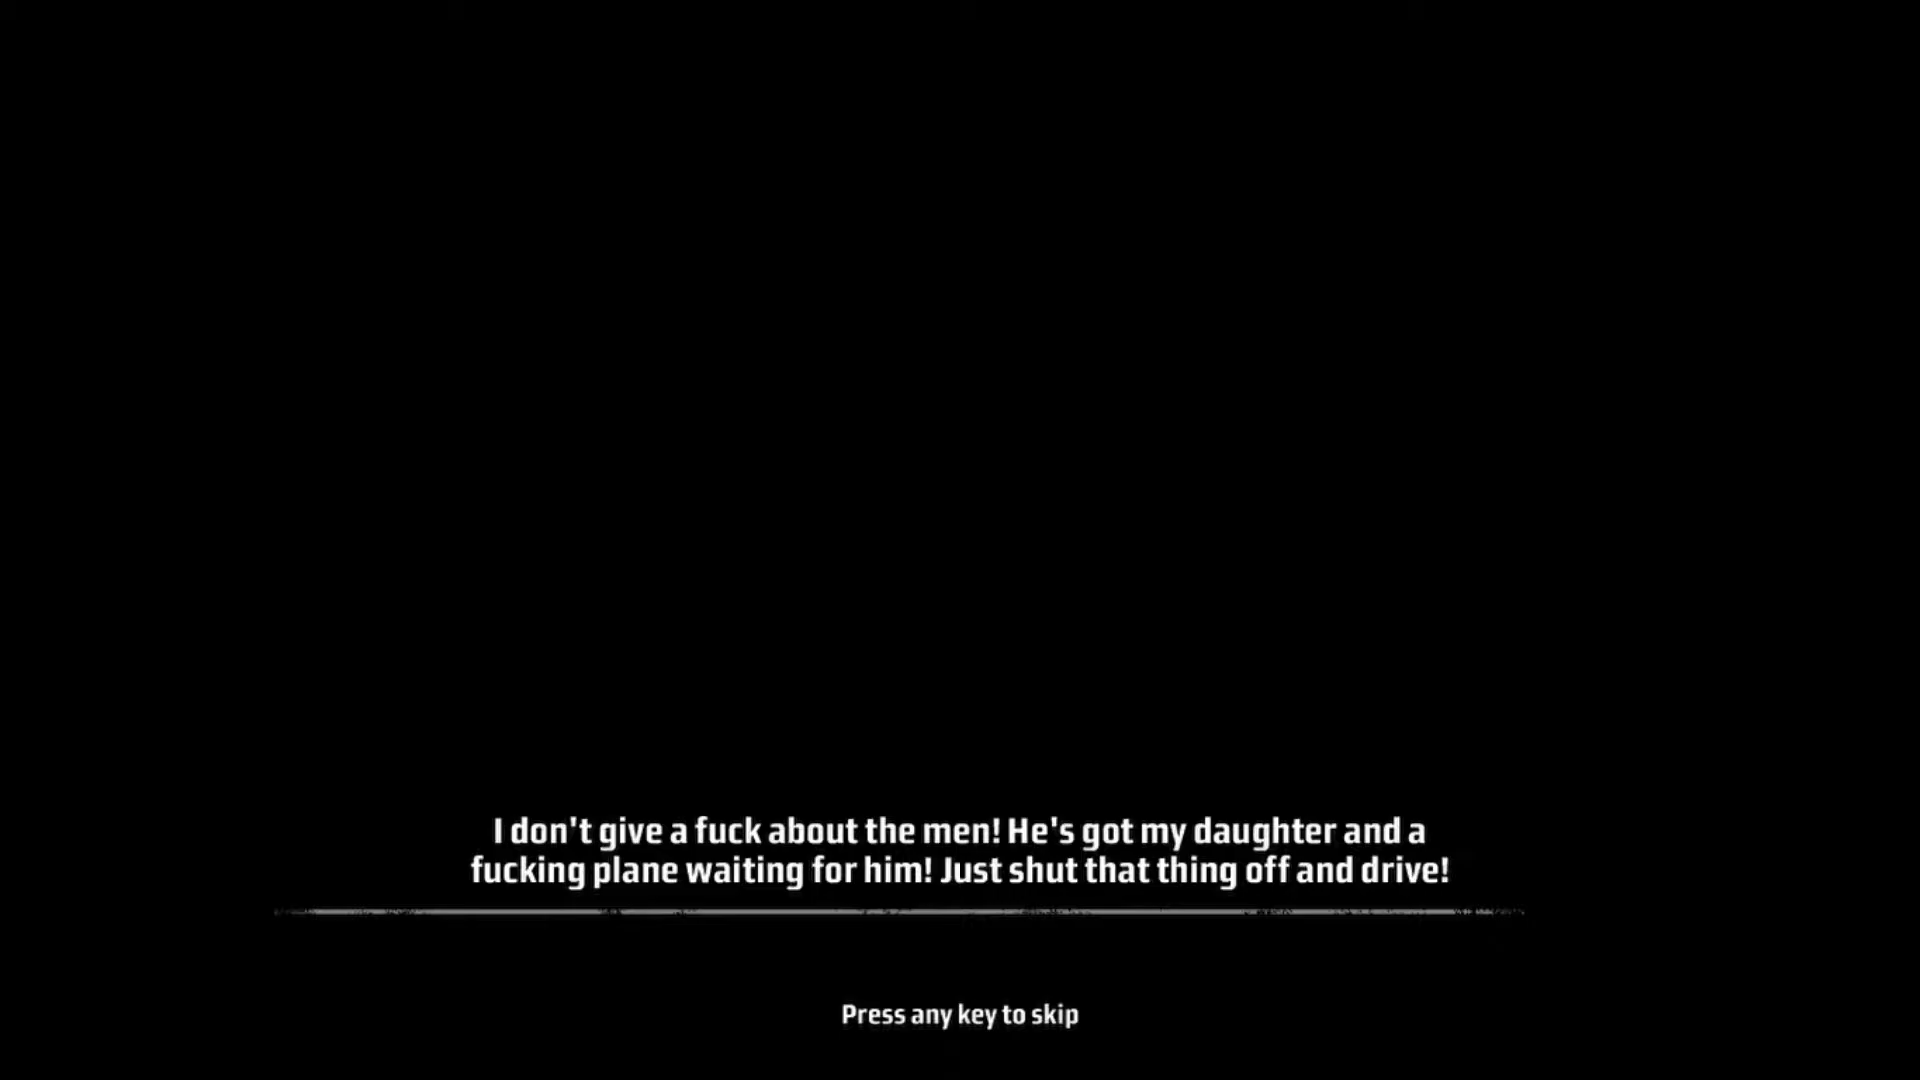 I don't give a fuck about the men! He's got my daughter and a
fucking plane waiting for him! Just shut that thing off and drive!
Press any key to skip